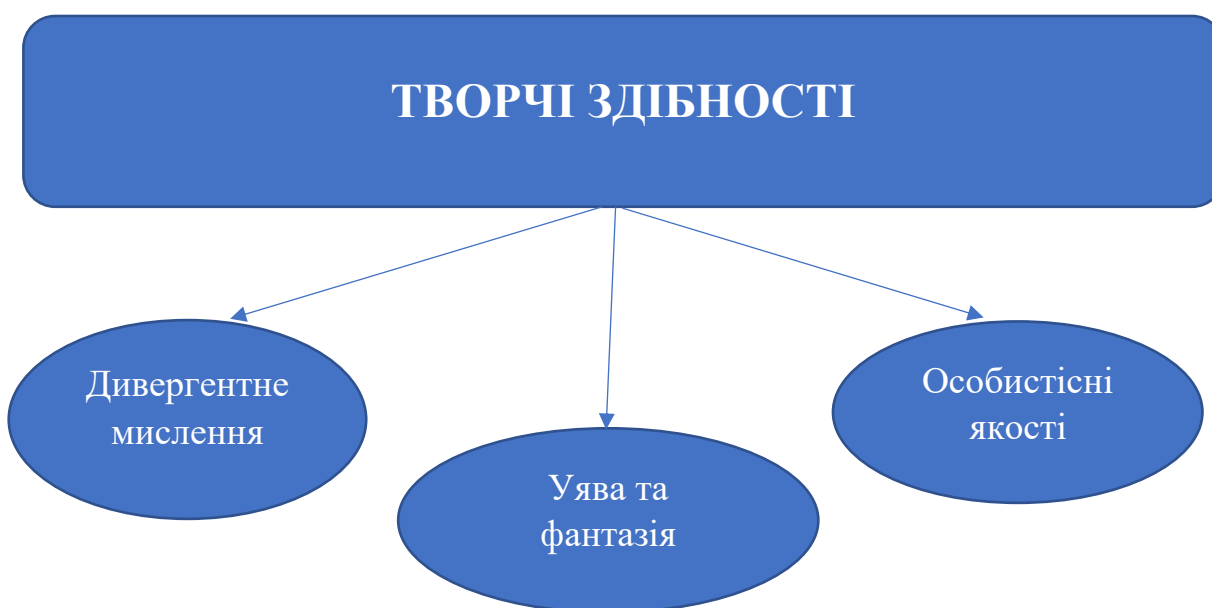 ТВОРЧІ ЗДІБНОСТІ
Дивергентне
мислення
Уява та
фантазія
Особистісні
якості